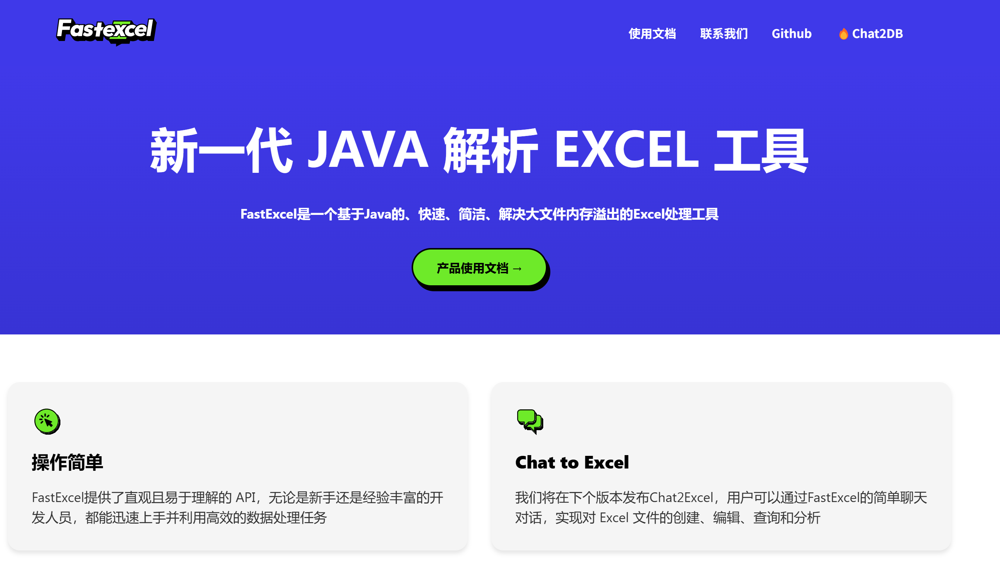 Fastexcel
使用文档 联系我们 Github Chat2DB
新一代 JAVA 解析 EXCEL 工具
FastExcel是一个基于Java的、快速、简洁、解决大文件内存溢出的Excel处理工具
产品使用文档 →
操作简单
FastExcel提供了直观且易于理解的 API，无论是新手还是经验丰富的开
发人员，都能迅速上手并利用高效的数据处理任务
Chat to Excel
我们将在下个版本发布Chat2Excel，用户可以通过FastExcel的简单聊天
对话，实现对 Excel 文件的创建、编辑、查询和分析